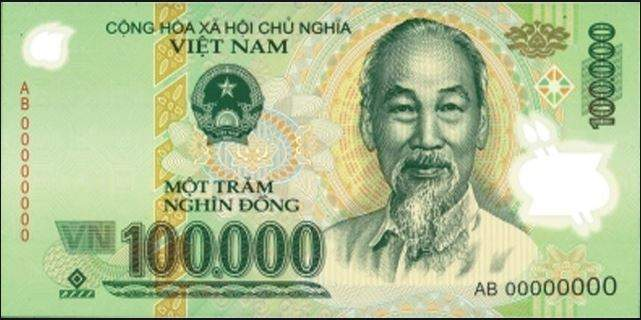 CỘNG HÒA XÃ HỘI CHỦ NGHĨA
VIỆT NAM
AB 00000000
100.000
MỘT TRĂM
NGHÌN ĐỒNG
VN
100.000
AB 00000000